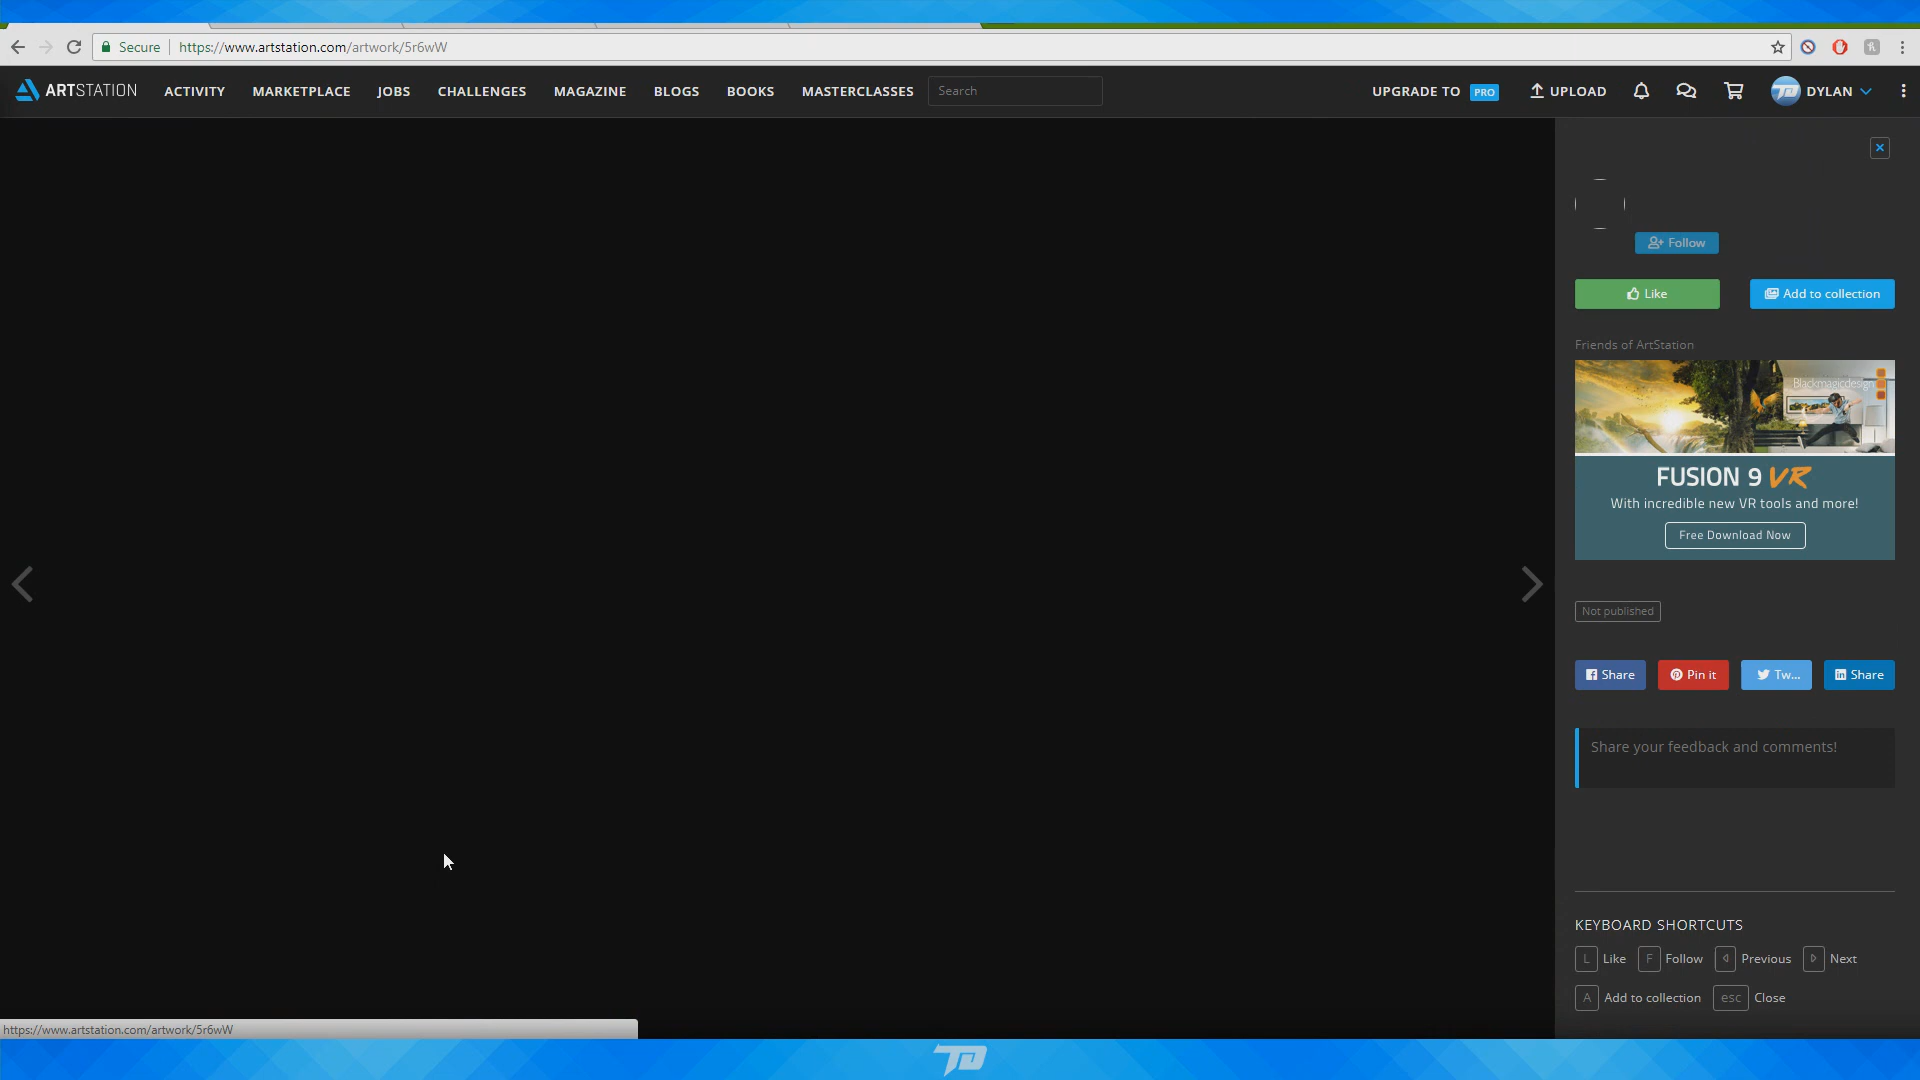 Secure https://www.artstation.com/artwork/5r6wW
ARTSTATION ACTIVITY MARKETPLACE JOBS CHALLENGES MAGAZINE BLOGS BOOKS MASTERCLASSES Search UPGRADE TO PRO UPLOAD DYLAN
Follow
Like Add to collection
Friends of ArtStation
Blackmagicdesign
FUSION 9 VR
With incredible new VR tools and more!
Free Download Now
Not published
Share Pin it Tw... Share
Share your feedback and comments!
KEYBOARD SHORTCUTS
L Like F Follow Previous Next
A Add to collection esc Close
https://www.artstation.com/artwork/5r6wW
TD